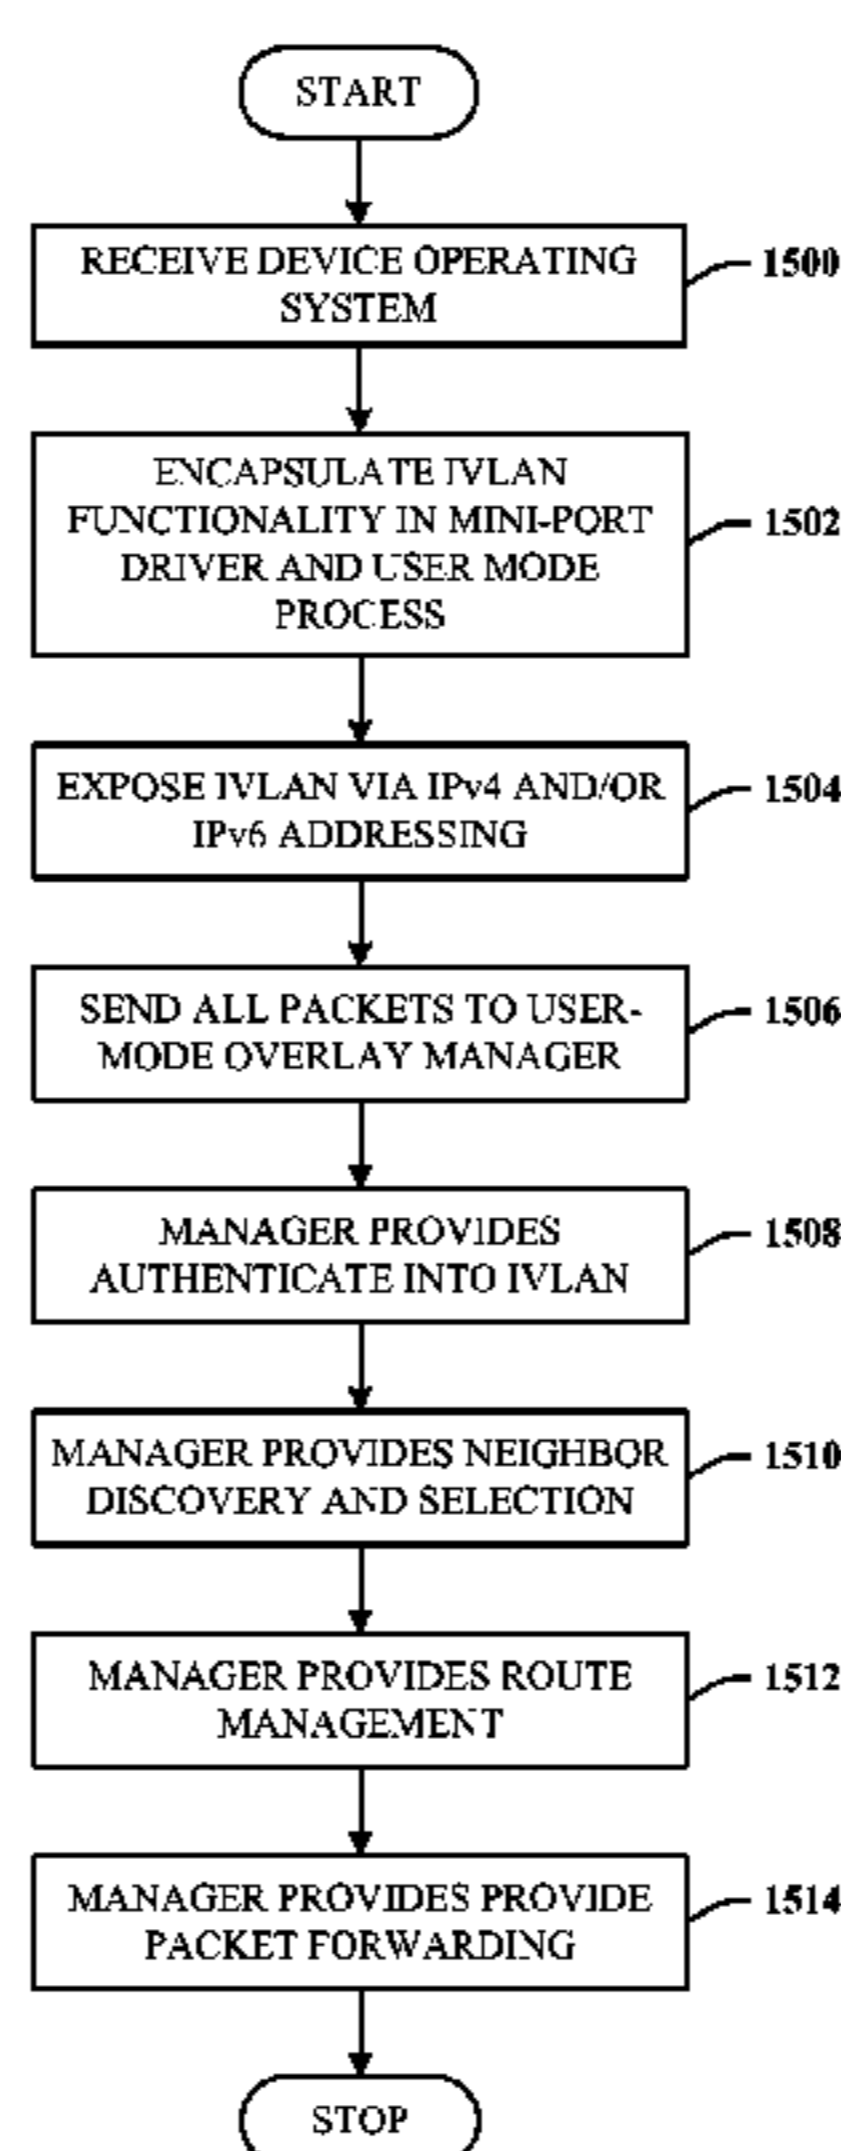 START
RECEIVE DEVICE OPERATING
SYSTEM
1500
ENCAPSULATE IVLAN
FUNCTIONALITY IN MINI-PORT
DRIVER AND USER MODE
PROCESS
1502
EXPOSE IVLAN VIA IPv4 AND/OR
IPv6 ADDRESSING
1504
SEND ALL PACKETS TO USER-
MODE OVERLAY MANAGER
1506
MANAGER PROVIDES
AUTHENTICATE INTO IVLAN
1508
MANAGER PROVIDES NEIGHBOR
DISCOVERY AND SELECTION
1510
MANAGER PROVIDES ROUTE
MANAGEMENT
1512
MANAGER PROVIDES PROVIDE
PACKET FORWARDING
1514
STOP